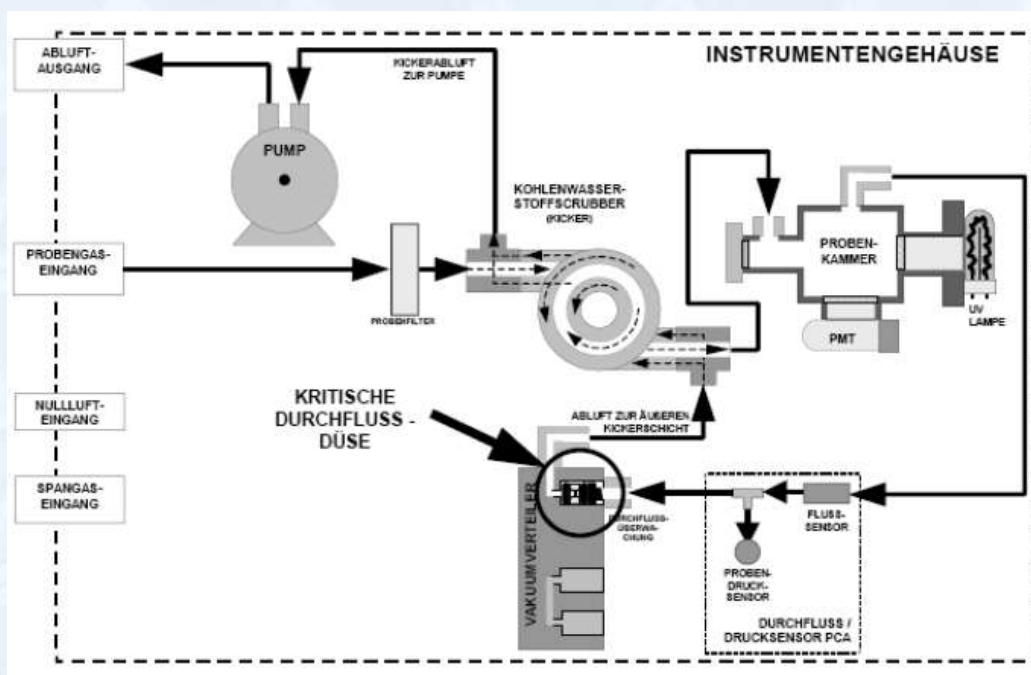 INSTRUMENTENGEHÄUSE
ABLUFT-
AUSGANG
KICKERABLUFT
ZUR PUMPE
PUMP
KOHLENWASSER-
STOFFSCRUBBER
(KICKER)
PROBENGAS-
EINGANG
PROBENFILTER
PROBEN-
KAMMER
UV
LAMPE
PMT
NULLLUFT-
EINGANG
SPANGAS-
EINGANG
KRITISCHE
DURCHFLUSS -
DÜSE
ABLUFT ZUR ÄUßEREN
KICKERSCHICHT
VAKUUMVERTEILER
DURCHFLUSS-
ÜBERWA-
CHUNG
FLUSS-
SENSOR
PROBEN-
DRUCK-
SENSOR
DURCHFLUSS /
DRUCKSENSOR PCA